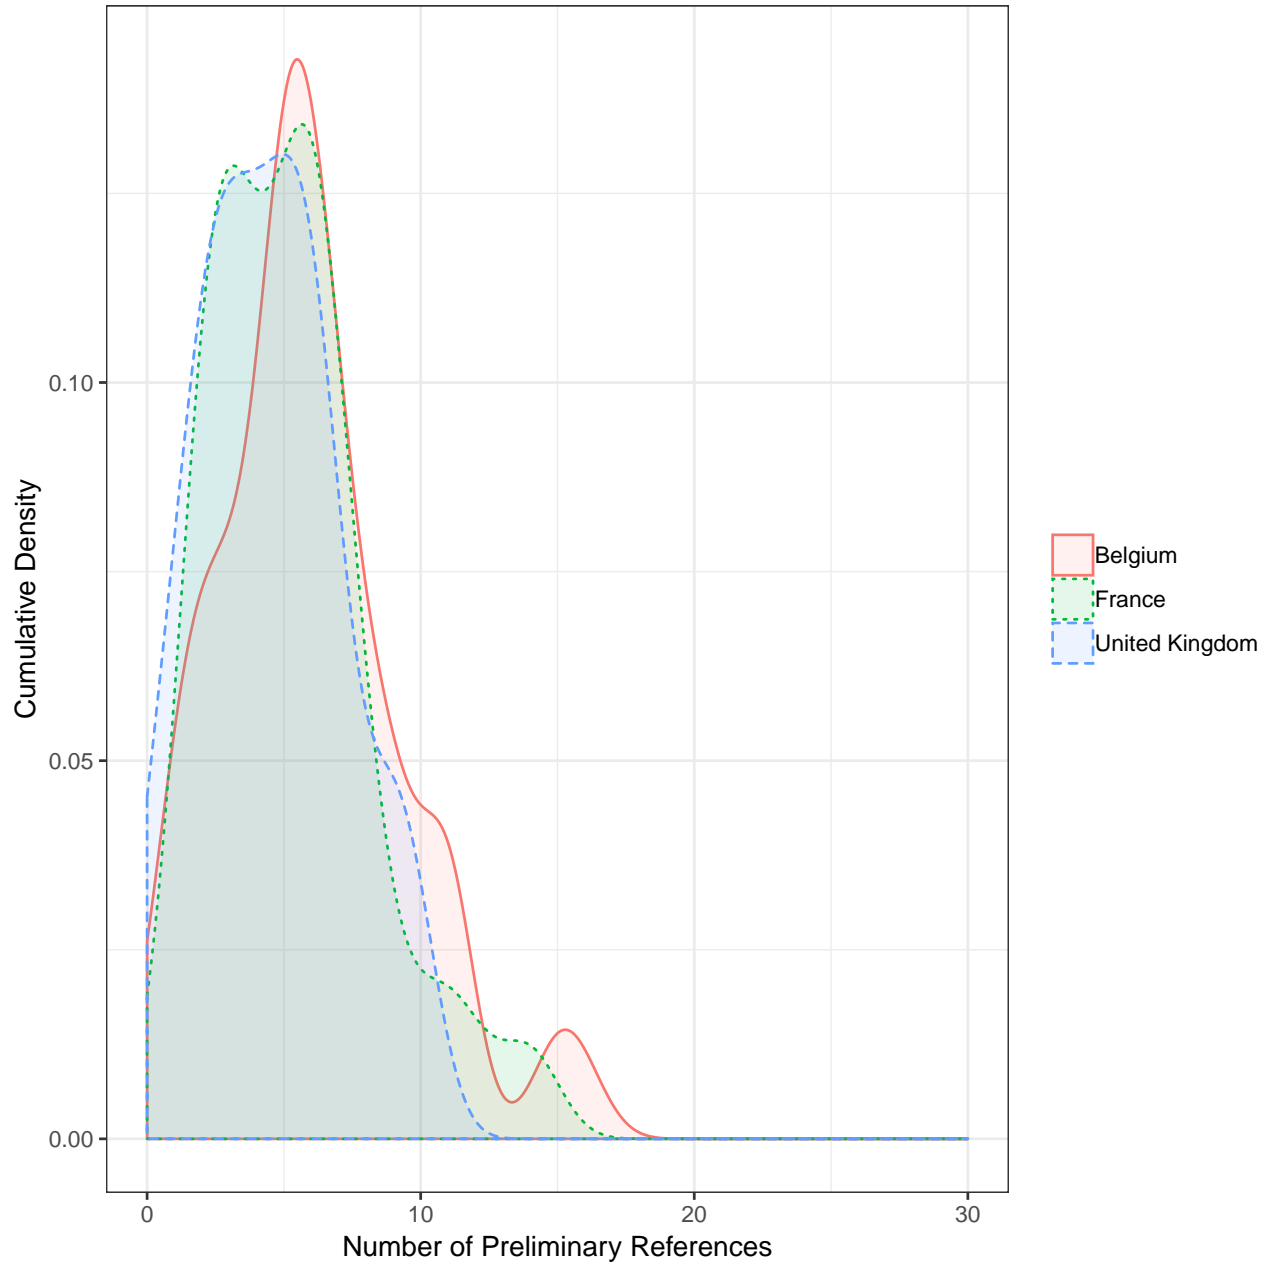 Cumulative Density
0.10
0.05
0.00
0 10 20 30
Number of Preliminary References
Belgium
France
United Kingdom